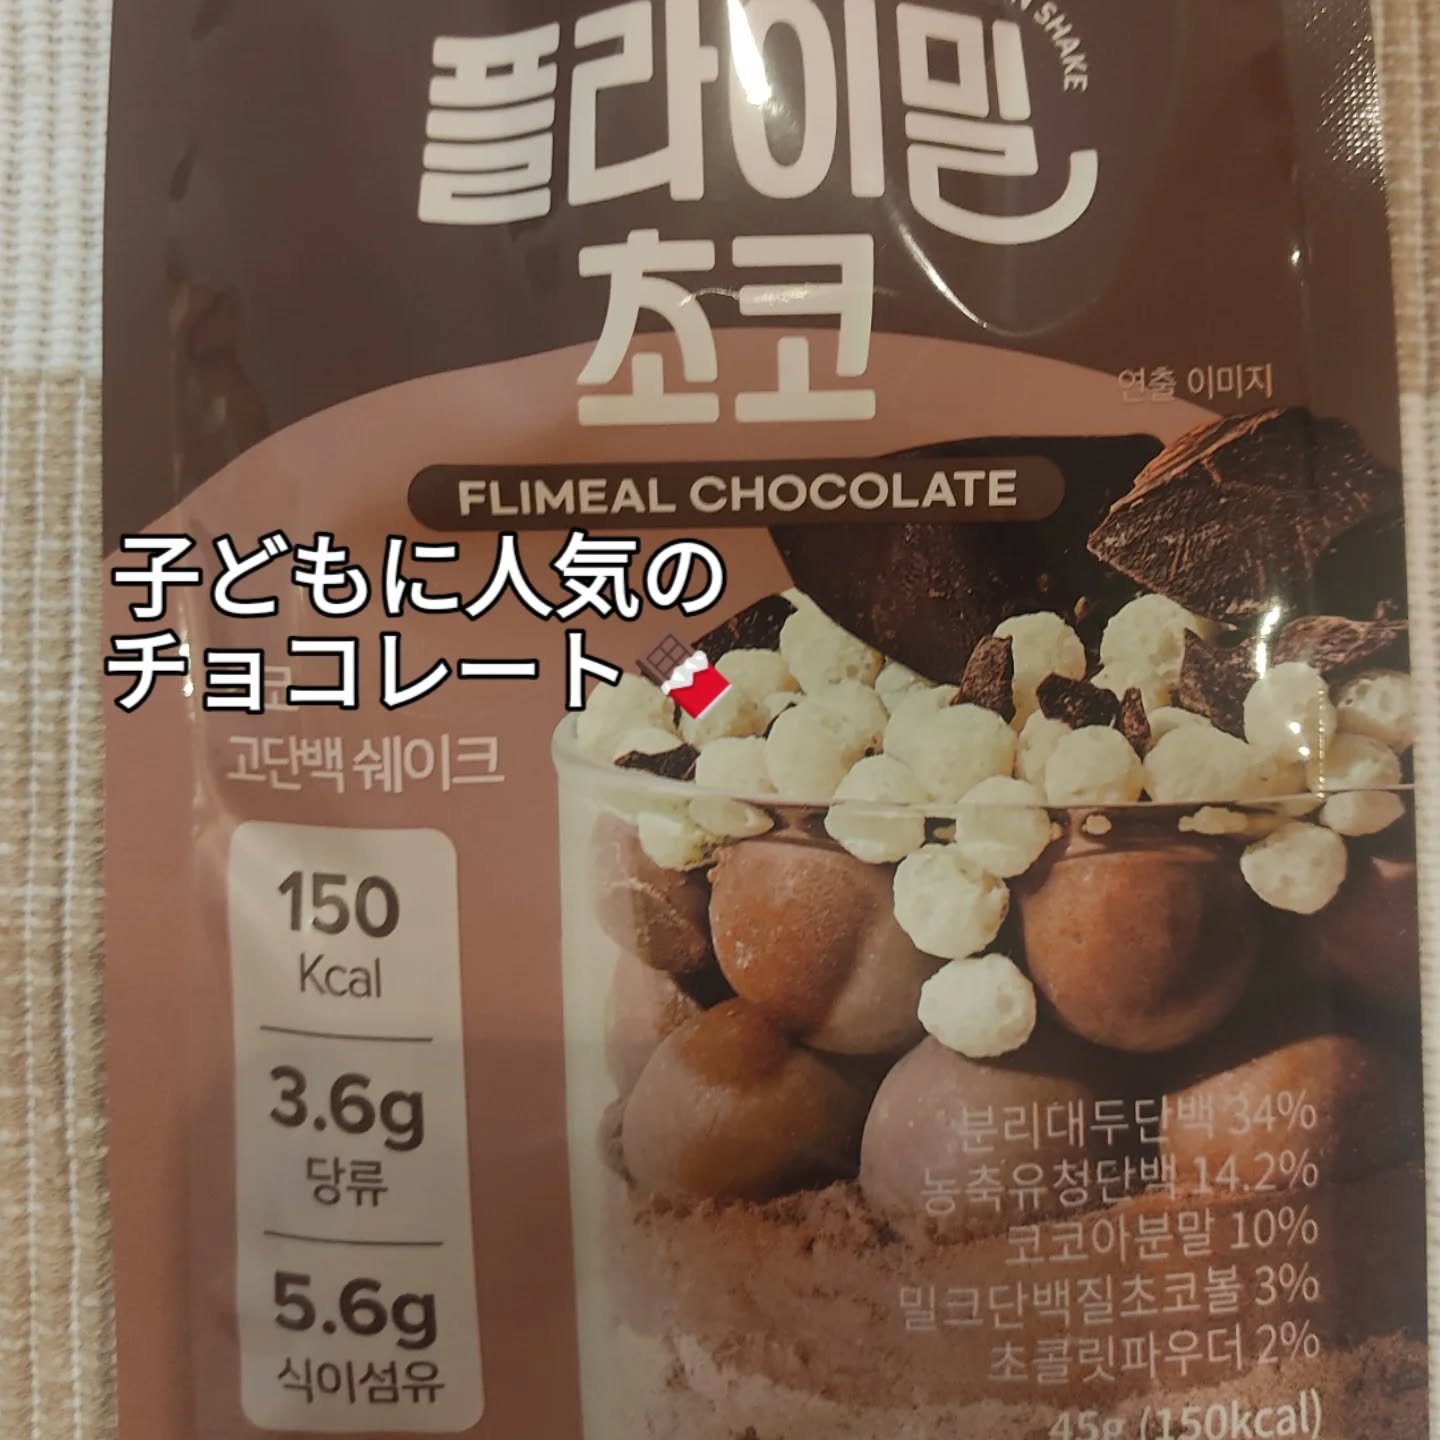 SHAKE
플라이밀
초코
연출 이미지
FLIMEAL CHOCOLATE
子どもに人気の
チョコレート🍫
코
고단백 쉐이크
150
Kcal
3.6g
당류
5.6g
식이섬유
분리대두단백 34%
농축유청단백 14.2%
코코아분말 10%
밀크단백질초코볼 3%
초콜릿파우더 2%
45g (150kcal)